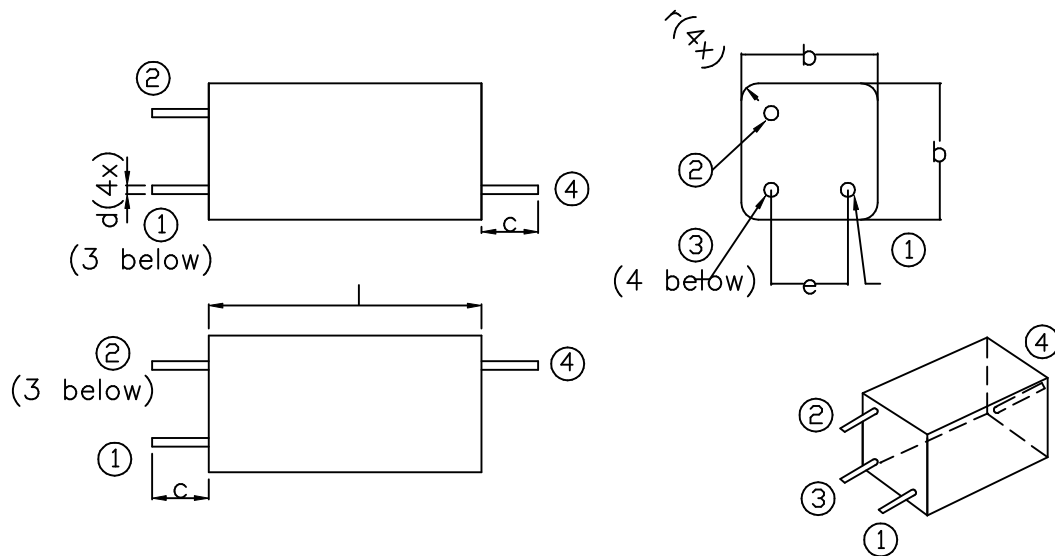 ②
d(4x)
①
(3 below)
④
c
l
②
(3 below)
①
c
④
r(4x)
b
b
②
③
(4 below)
e
①
②
③
①
④